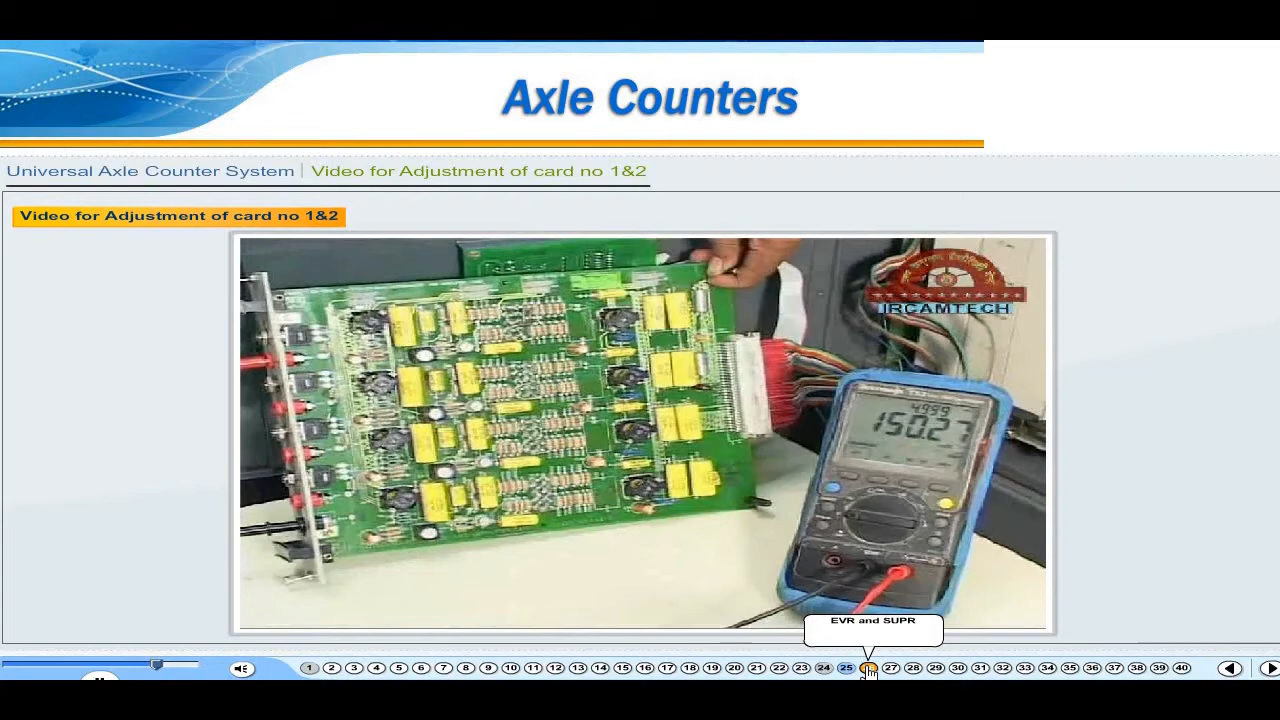 Axle Counters
Universal Axle Counter System | Video for Adjustment of card no 1&2
Video for Adjustment of card no 1&2
IRCAMTECH
4.999
150.27
EVR and SUPR
1 2 3 4 5 6 7 8 9 10 11 12 13 14 15 16 17 18 19 20 21 22 23 24 25 27 28 29 30 31 32 33 34 35 36 37 38 39 40